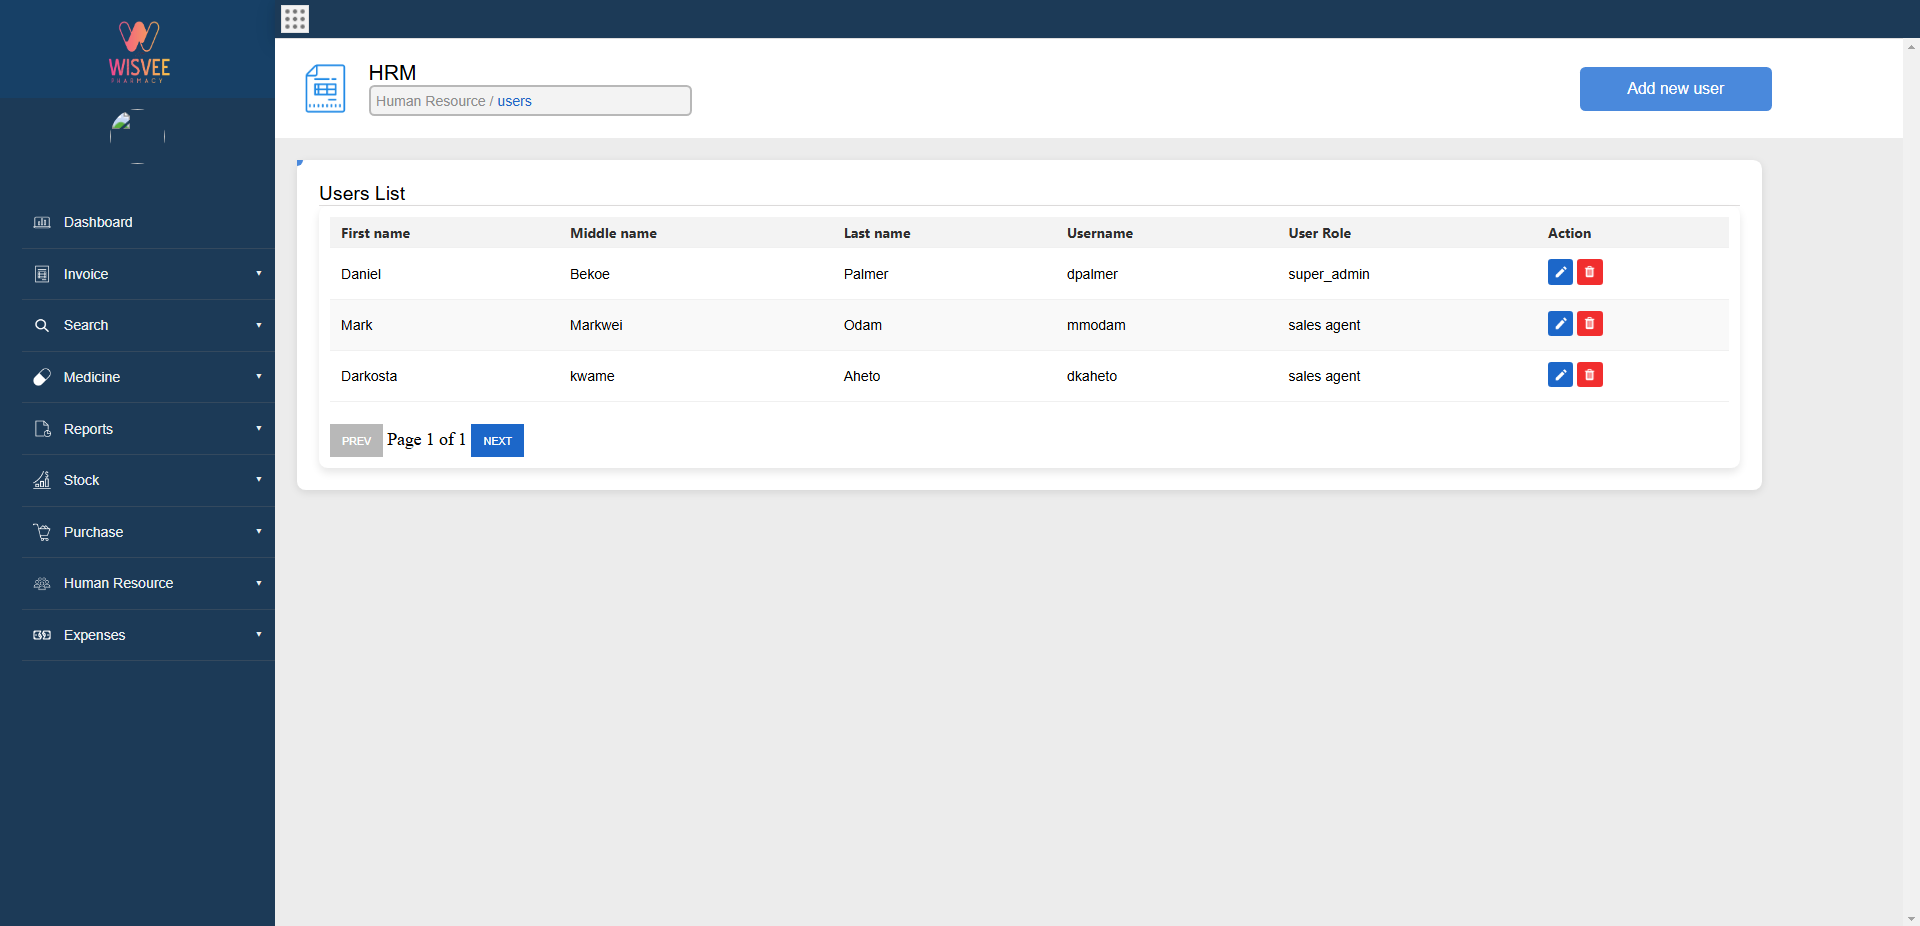 WISVEE
PHARMACY
Dashboard
Invoice
Search
Medicine
Reports
Stock
Purchase
Human Resource
Expenses
HRM
Human Resource / users
Add new user
Users List
First name Middle name Last name Username User Role Action
Daniel Bekoe Palmer dpalmer super_admin
Mark Markwei Odam mmodam sales agent
Darkosta kwame Aheto dkaheto sales agent
PREV Page 1 of 1 NEXT